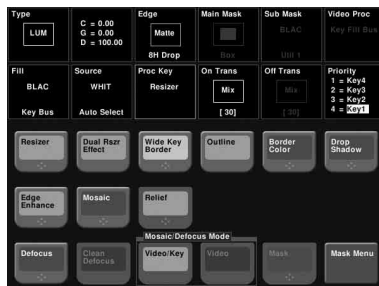 Type
Edge
Main Mask
Sub Mask
Video Proc
LUM
C = 0.00
G = 0.00
D = 100.00
Matte
BLAC
Key Fill Bus
8H Drop
Box
Util 1
Fill
Source
Proc Key
On Trans
Off Trans
Priority
BLAC
WHIT
Resizer
Mix
Mix
1 = Key4
2 = Key3
3 = Key2
4 = Key1
Key Bus
Auto Select
[ 30]
[ 30]
Resizer
Dual Rszr Effect
Wide Key Border
Outline
Border Color
Drop Shadow
Edge Enhance
Mosaic
Relief
Mosaic/Defocus Mode
Defocus
Clean Defocus
Video/Key
Video
Mask
Mask Menu